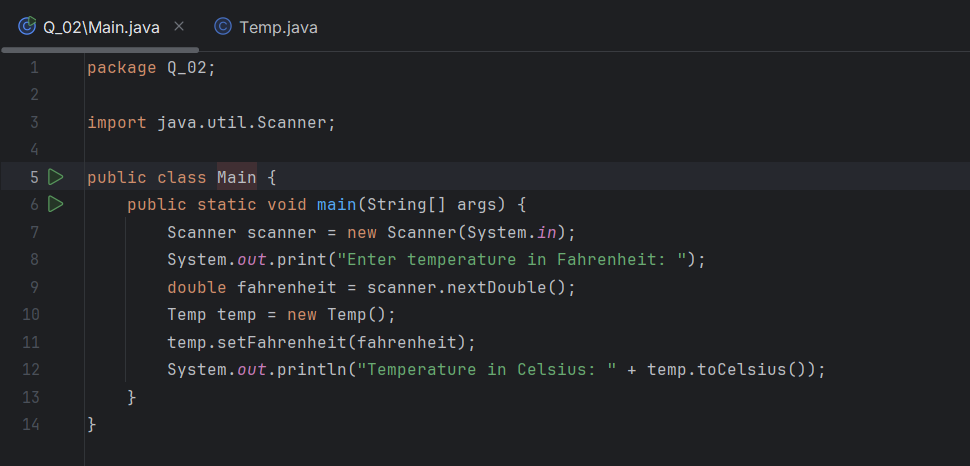 Q_02\Main.java × Temp.java
1 package Q_02;
2
3 import java.util.Scanner;
4
5 public class Main {
6     public static void main(String[] args) {
7         Scanner scanner = new Scanner(System.in);
8         System.out.print("Enter temperature in Fahrenheit: ");
9         double fahrenheit = scanner.nextDouble();
10         Temp temp = new Temp();
11         temp.setFahrenheit(fahrenheit);
12         System.out.println("Temperature in Celsius: " + temp.toCelsius());
13     }
14 }